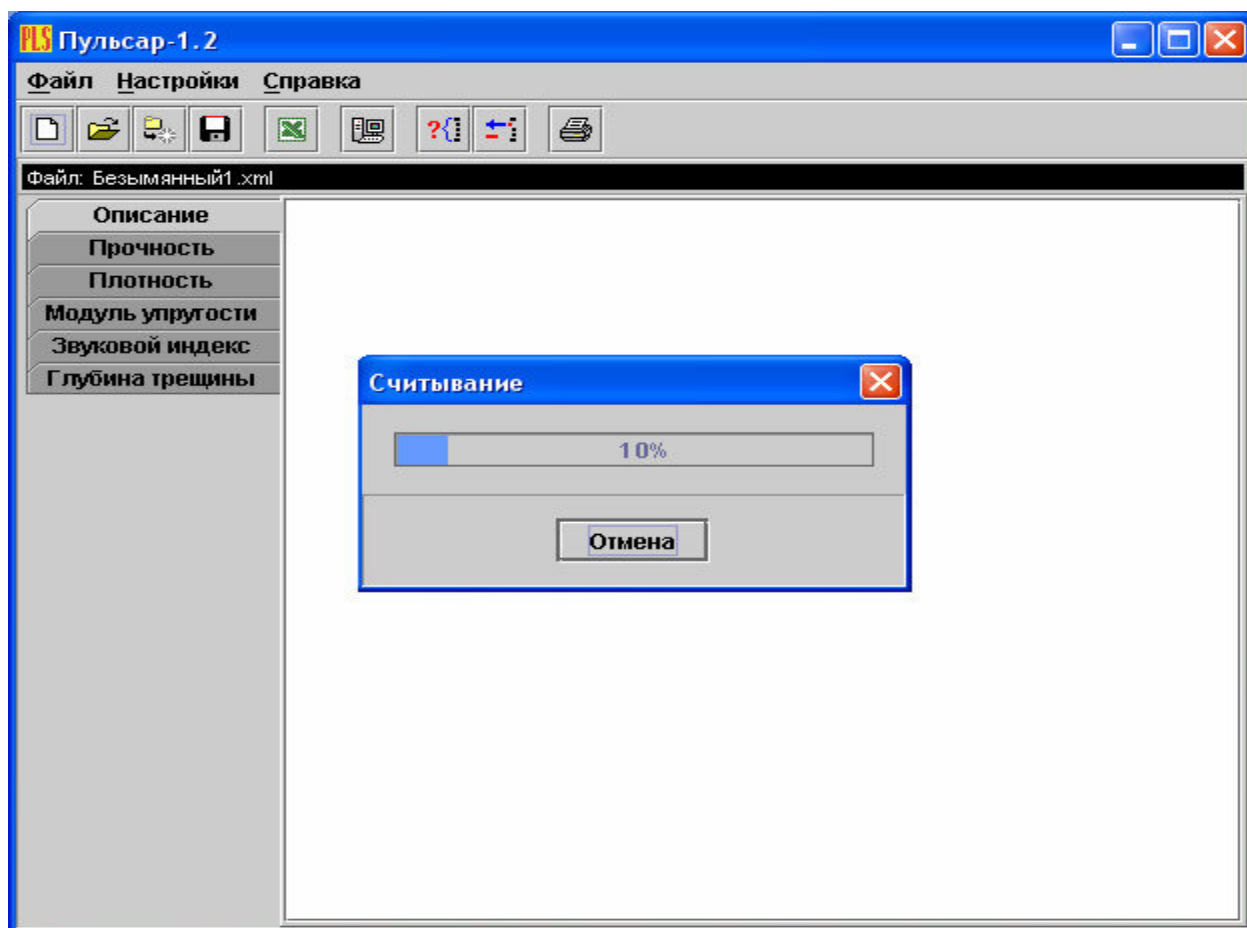 PLS Пульсар-1.2
Файл Настройки Справка
Файл: Безымянный1.xml
Описание
Прочность
Плотность
Модуль упругости
Звуковой индекс
Глубина трещины
Считывание
10%
Отмена